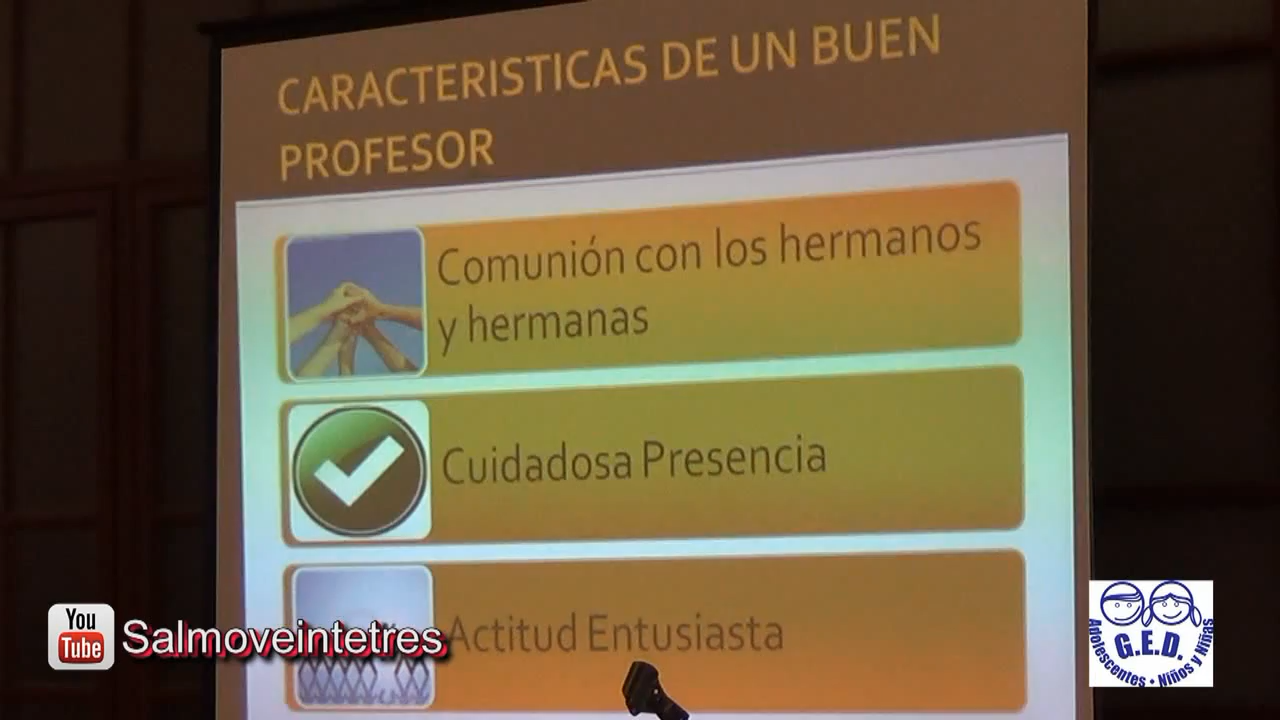 CARACTERISTICAS DE UN BUEN
PROFESOR
Comunión con los hermanos
y hermanas
Cuidadosa Presencia
Actitud Entusiasta
You
Tube
Salmoveintetres
G.E.D.
Adolescentes • Niños y Niñas